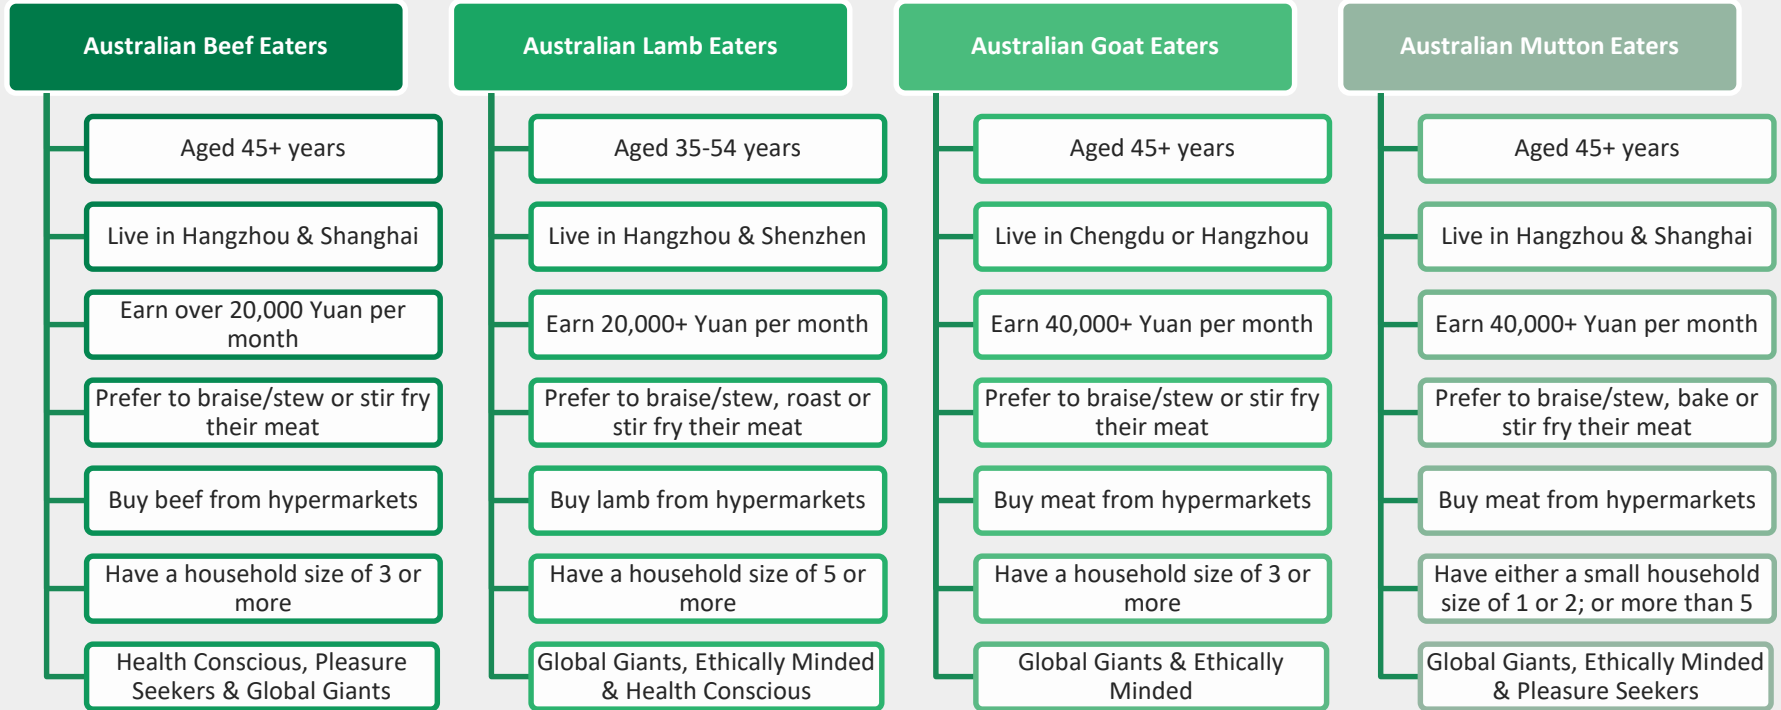 Australian Beef Eaters
Aged 45+ years
Live in Hangzhou & Shanghai
Earn over 20,000 Yuan per
month
Prefer to braise/stew or stir fry
their meat
Buy beef from hypermarkets
Have a household size of 3 or
more
Health Conscious, Pleasure
Seekers & Global Giants
Australian Lamb Eaters
Aged 35-54 years
Live in Hangzhou & Shenzhen
Earn 20,000+ Yuan per month
Prefer to braise/stew, roast or
stir fry their meat
Buy lamb from hypermarkets
Have a household size of 5 or
more
Global Giants, Ethically Minded
& Health Conscious
Australian Goat Eaters
Aged 45+ years
Live in Chengdu or Hangzhou
Earn 40,000+ Yuan per month
Prefer to braise/stew or stir fry
their meat
Buy meat from hypermarkets
Have a household size of 3 or
more
Global Giants & Ethically
Minded
Australian Mutton Eaters
Aged 45+ years
Live in Hangzhou & Shanghai
Earn 40,000+ Yuan per month
Prefer to braise/stew, bake or
stir fry their meat
Buy meat from hypermarkets
Have either a small household
size of 1 or 2; or more than 5
Global Giants, Ethically Minded
& Pleasure Seekers